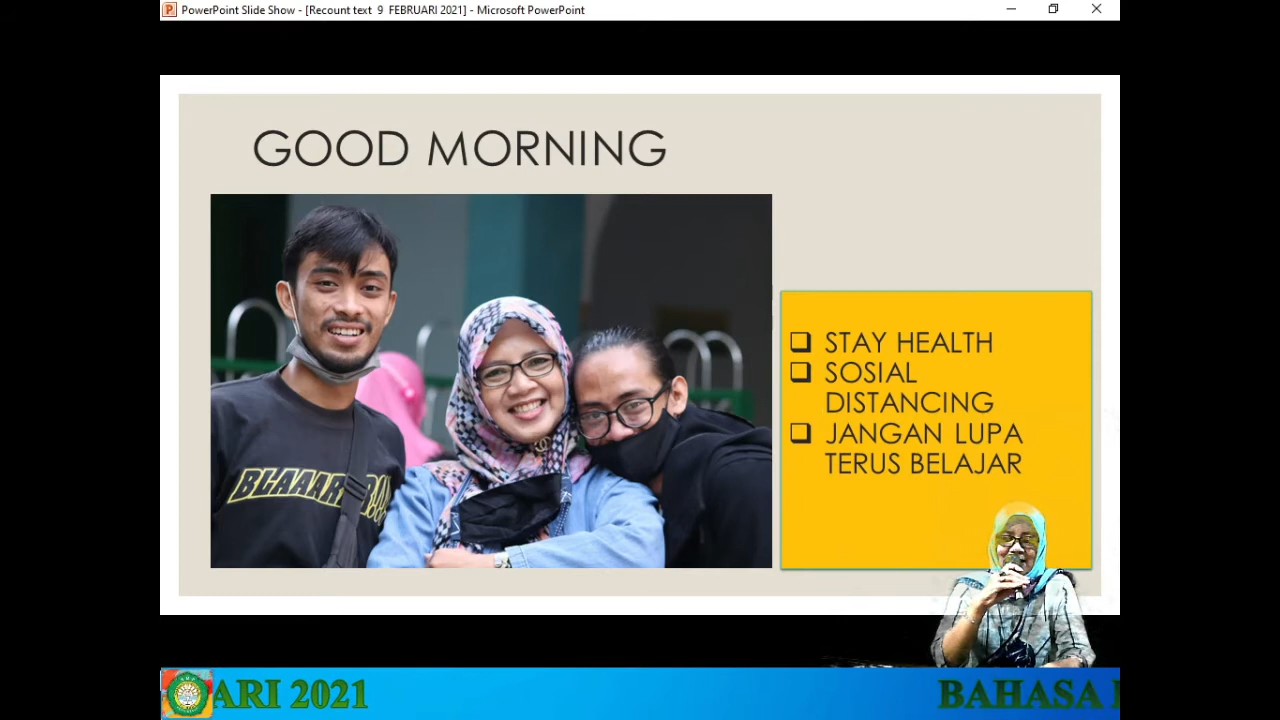 PowerPoint Slide Show - [Recount text 9 FEBRUARI 2021] - Microsoft PowerPoint
GOOD MORNING
STAY HEALTH
SOSIAL
DISTANCING
JANGAN LUPA
TERUS BELAJAR
ARI 2021
BAHASA